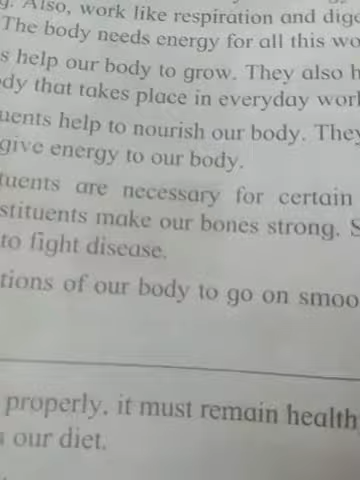 g. Also, work like respiration and dige
The body needs energy for all this wo
s help our body to grow. They also h
dy that takes place in everyday work
uents help to nourish our body. They
give energy to our body.
tuents are necessary for certain
stituents make our bones strong. S
to fight disease.
tions of our body to go on smoo
properly, it must remain health
s our diet.